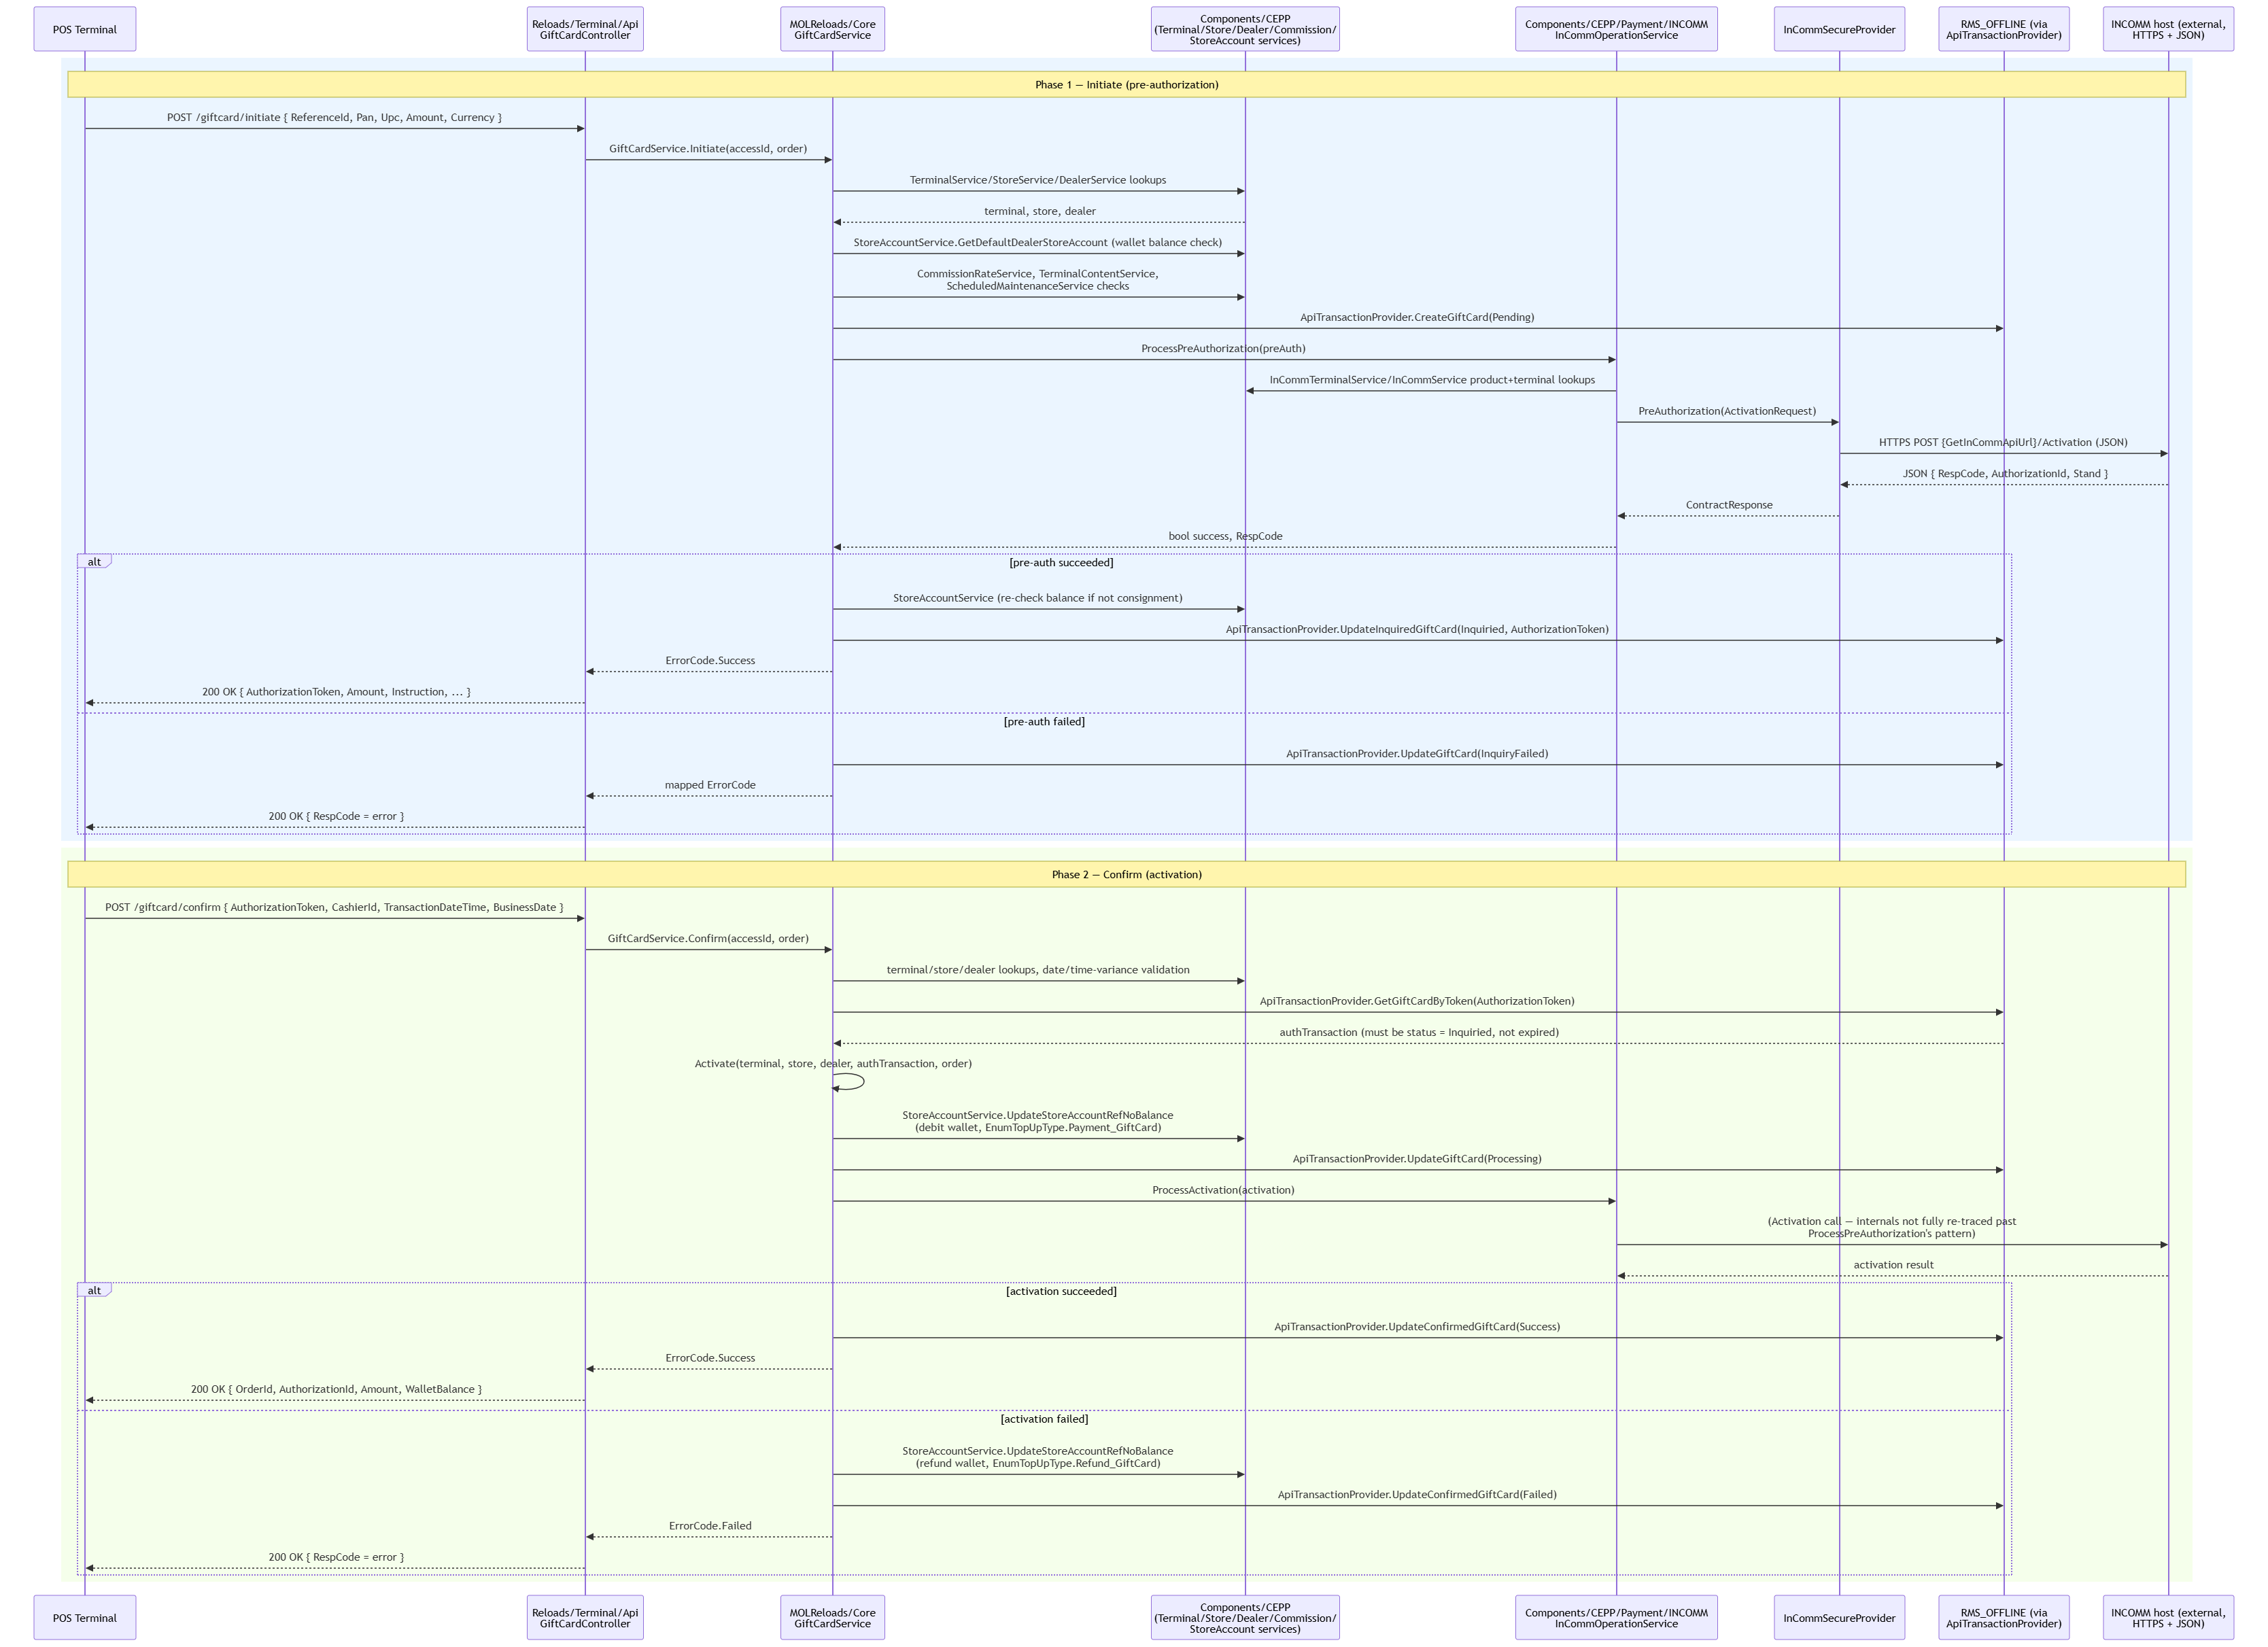 POS Terminal
Reloads/Terminal/Api
GiftCardController
MOLReloads/Core
GiftCardService
Components/CEPP
(Terminal/Store/Dealer/Commission/
StoreAccount services)
Components/CEPP/Payment/INCOMM
InCommOperationService
InCommSecureProvider
RMS_OFFLINE (via
ApiTransactionProvider)
INCOMM host (external,
HTTPS + JSON)
Phase 1 — Initiate (pre-authorization)
POST /giftcard/initiate { ReferenceId, Pan, Upc, Amount, Currency }
GiftCardService.Initiate(accessId, order)
TerminalService/StoreService/DealerService lookups
terminal, store, dealer
StoreAccountService.GetDefaultDealerStoreAccount (wallet balance check)
CommissionRateService, TerminalContentService,
ScheduledMaintenanceService checks
ApiTransactionProvider.CreateGiftCard(Pending)
ProcessPreAuthorization(preAuth)
InCommTerminalService/InCommService product+terminal lookups
PreAuthorization(ActivationRequest)
HTTPS POST {GetInCommApiUrl}/Activation (JSON)
JSON { RespCode, AuthorizationId, Stand }
ContractResponse
bool success, RespCode
alt
[pre-auth succeeded]
StoreAccountService (re-check balance if not consignment)
ApiTransactionProvider.UpdateInquiredGiftCard(Inquiried, AuthorizationToken)
ErrorCode.Success
200 OK { AuthorizationToken, Amount, Instruction, ... }
[pre-auth failed]
ApiTransactionProvider.UpdateGiftCard(InquiryFailed)
mapped ErrorCode
200 OK { RespCode = error }
Phase 2 — Confirm (activation)
POST /giftcard/confirm { AuthorizationToken, CashierId, TransactionDateTime, BusinessDate }
GiftCardService.Confirm(accessId, order)
terminal/store/dealer lookups, date/time-variance validation
ApiTransactionProvider.GetGiftCardByToken(AuthorizationToken)
authTransaction (must be status = Inquiried, not expired)
Activate(terminal, store, dealer, authTransaction, order)
StoreAccountService.UpdateStoreAccountRefNoBalance
(debit wallet, EnumTopUpType.Payment_GiftCard)
ApiTransactionProvider.UpdateGiftCard(Processing)
ProcessActivation(activation)
(Activation call — internals not fully re-traced past
ProcessPreAuthorization's pattern)
activation result
alt
[activation succeeded]
ApiTransactionProvider.UpdateConfirmedGiftCard(Success)
ErrorCode.Success
200 OK { OrderId, AuthorizationId, Amount, WalletBalance }
[activation failed]
StoreAccountService.UpdateStoreAccountRefNoBalance
(refund wallet, EnumTopUpType.Refund_GiftCard)
ApiTransactionProvider.UpdateConfirmedGiftCard(Failed)
ErrorCode.Failed
200 OK { RespCode = error }
POS Terminal
Reloads/Terminal/Api
GiftCardController
MOLReloads/Core
GiftCardService
Components/CEPP
(Terminal/Store/Dealer/Commission/
StoreAccount services)
Components/CEPP/Payment/INCOMM
InCommOperationService
InCommSecureProvider
RMS_OFFLINE (via
ApiTransactionProvider)
INCOMM host (external,
HTTPS + JSON)